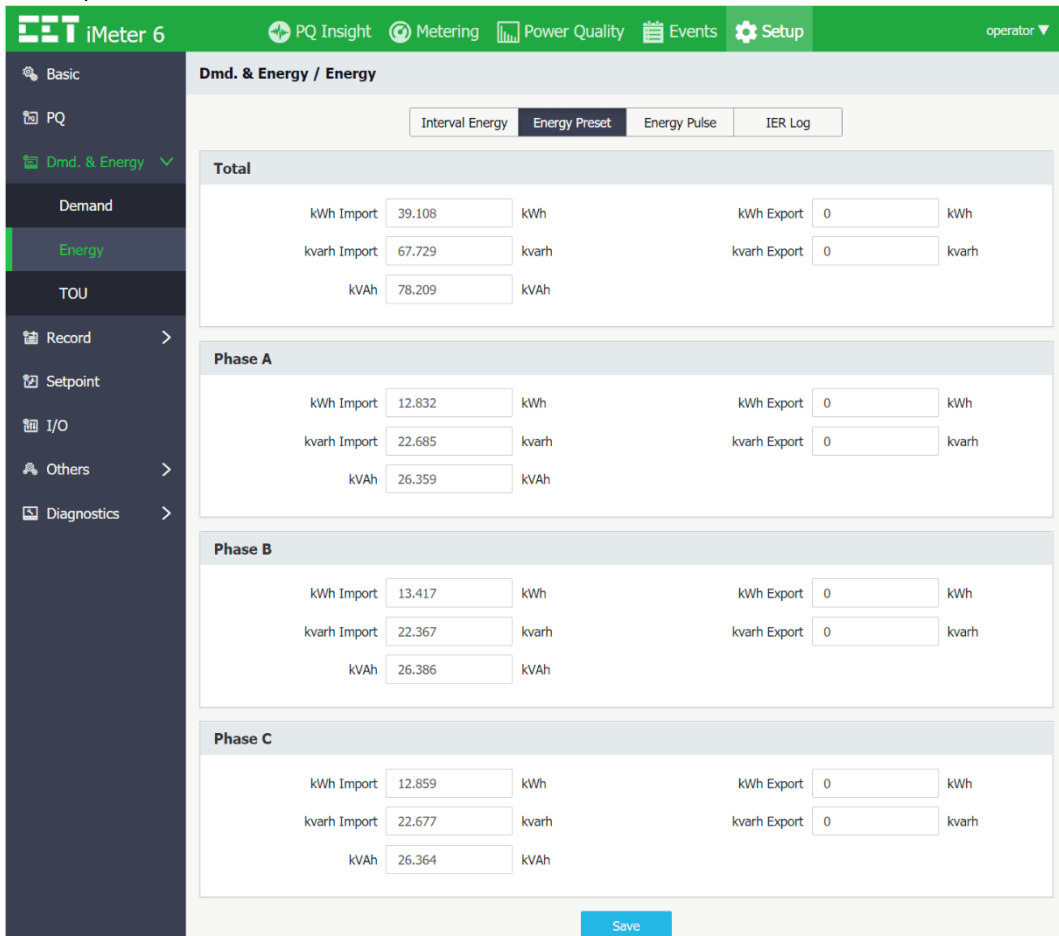 CET iMeter 6 PQ Insight Metering Power Quality Events Setup operator ▼
Basic
PQ
Dmd. & Energy
Demand
Energy
TOU
Record
Setpoint
I/O
Others
Diagnostics
Dmd. & Energy / Energy
Interval Energy Energy Preset Energy Pulse IER Log
Total
kWh Import 39.108 kWh kWh Export 0 kWh
kvarh Import 67.729 kvarh kvarh Export 0 kvarh
kVAh 78.209 kVAh
Phase A
kWh Import 12.832 kWh kWh Export 0 kWh
kvarh Import 22.685 kvarh kvarh Export 0 kvarh
kVAh 26.359 kVAh
Phase B
kWh Import 13.417 kWh kWh Export 0 kWh
kvarh Import 22.367 kvarh kvarh Export 0 kvarh
kVAh 26.386 kVAh
Phase C
kWh Import 12.859 kWh kWh Export 0 kWh
kvarh Import 22.677 kvarh kvarh Export 0 kvarh
kVAh 26.364 kVAh
Save